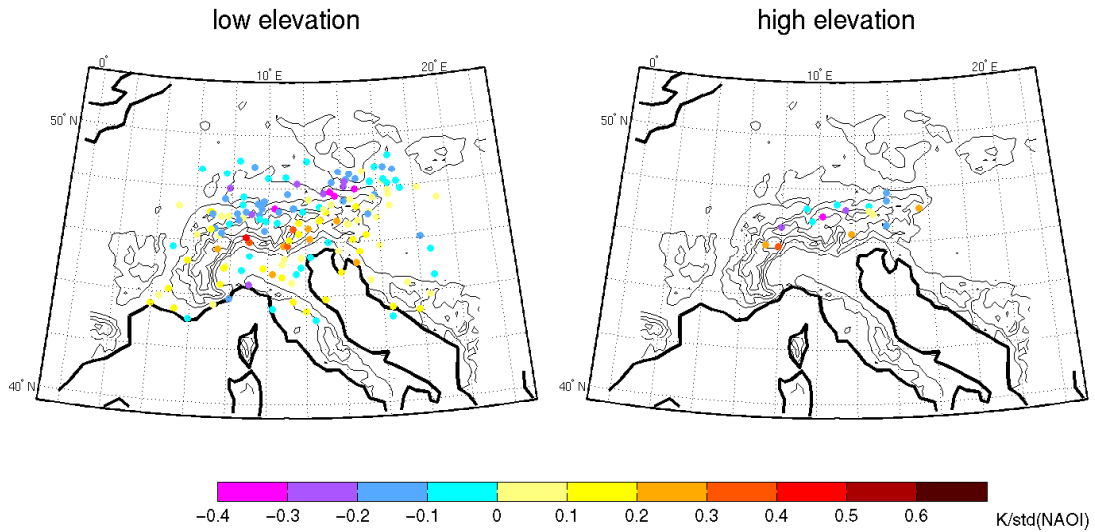 low elevation
high elevation
0° 10° E 20° E
0° 10° E 20° E
50° N
50° N
40° N
40° N
−0.4 −0.3 −0.2 −0.1 0 0.1 0.2 0.3 0.4 0.5 0.6 K/std(NAOI)